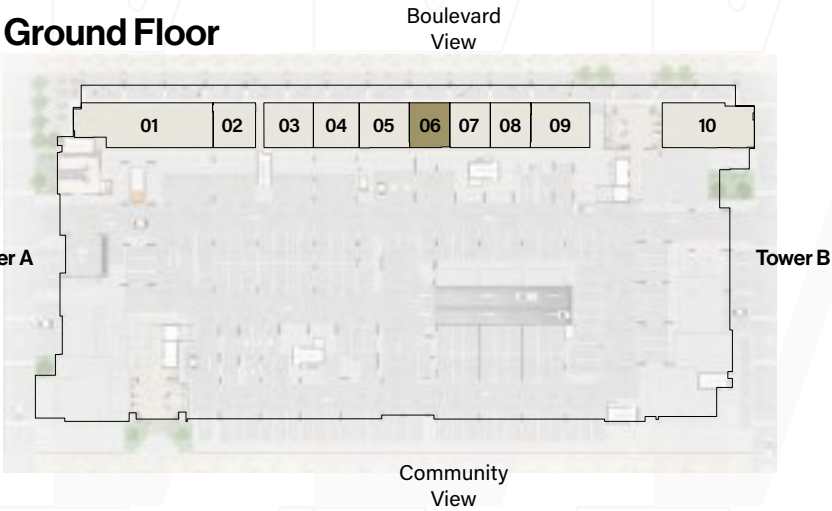 Boulevard
View
Ground Floor
01 02 03 04 05 06 07 08 09 10
er A
Tower B
Community
View